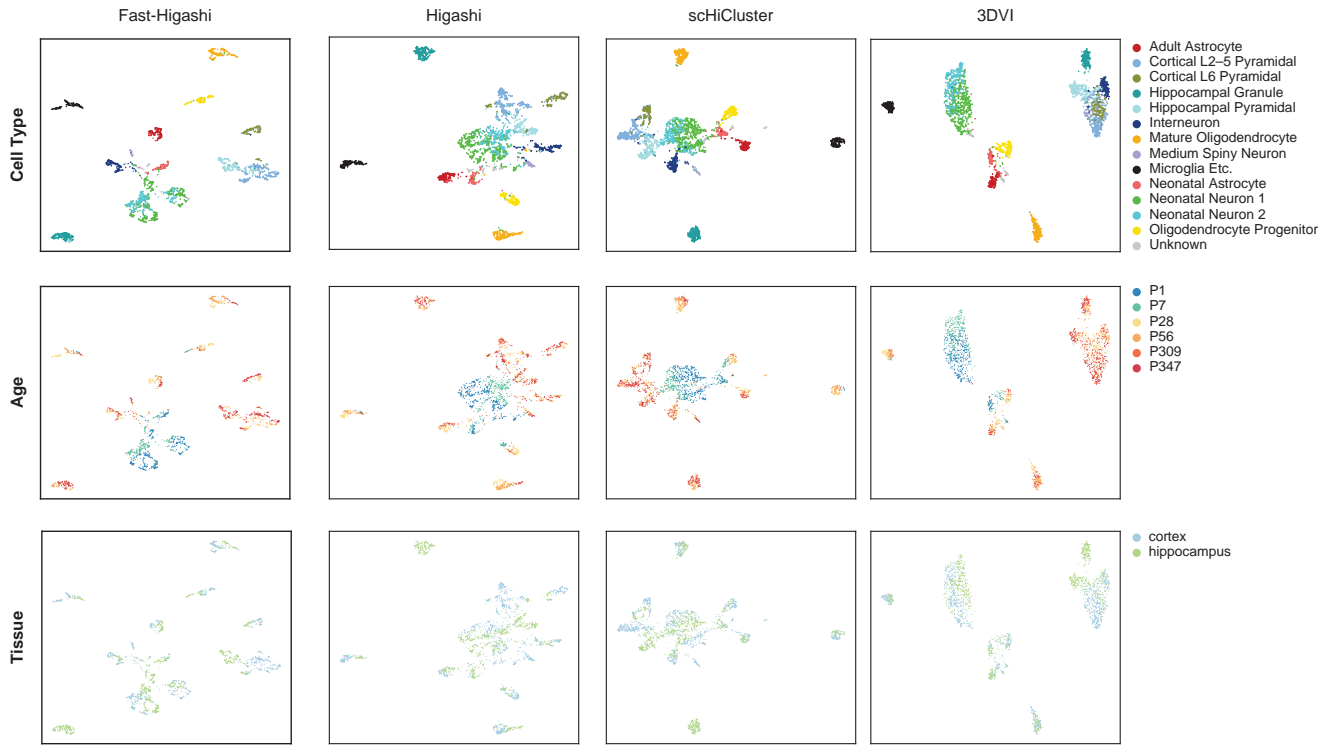 Fast-Higashi
Higashi
scHiCluster
3DVI
Cell Type
Adult Astrocyte
Cortical L2–5 Pyramidal
Cortical L6 Pyramidal
Hippocampal Granule
Hippocampal Pyramidal
Interneuron
Mature Oligodendrocyte
Medium Spiny Neuron
Microglia Etc.
Neonatal Astrocyte
Neonatal Neuron 1
Neonatal Neuron 2
Oligodendrocyte Progenitor
Unknown
Age
P1
P7
P28
P56
P309
P347
Tissue
cortex
hippocampus